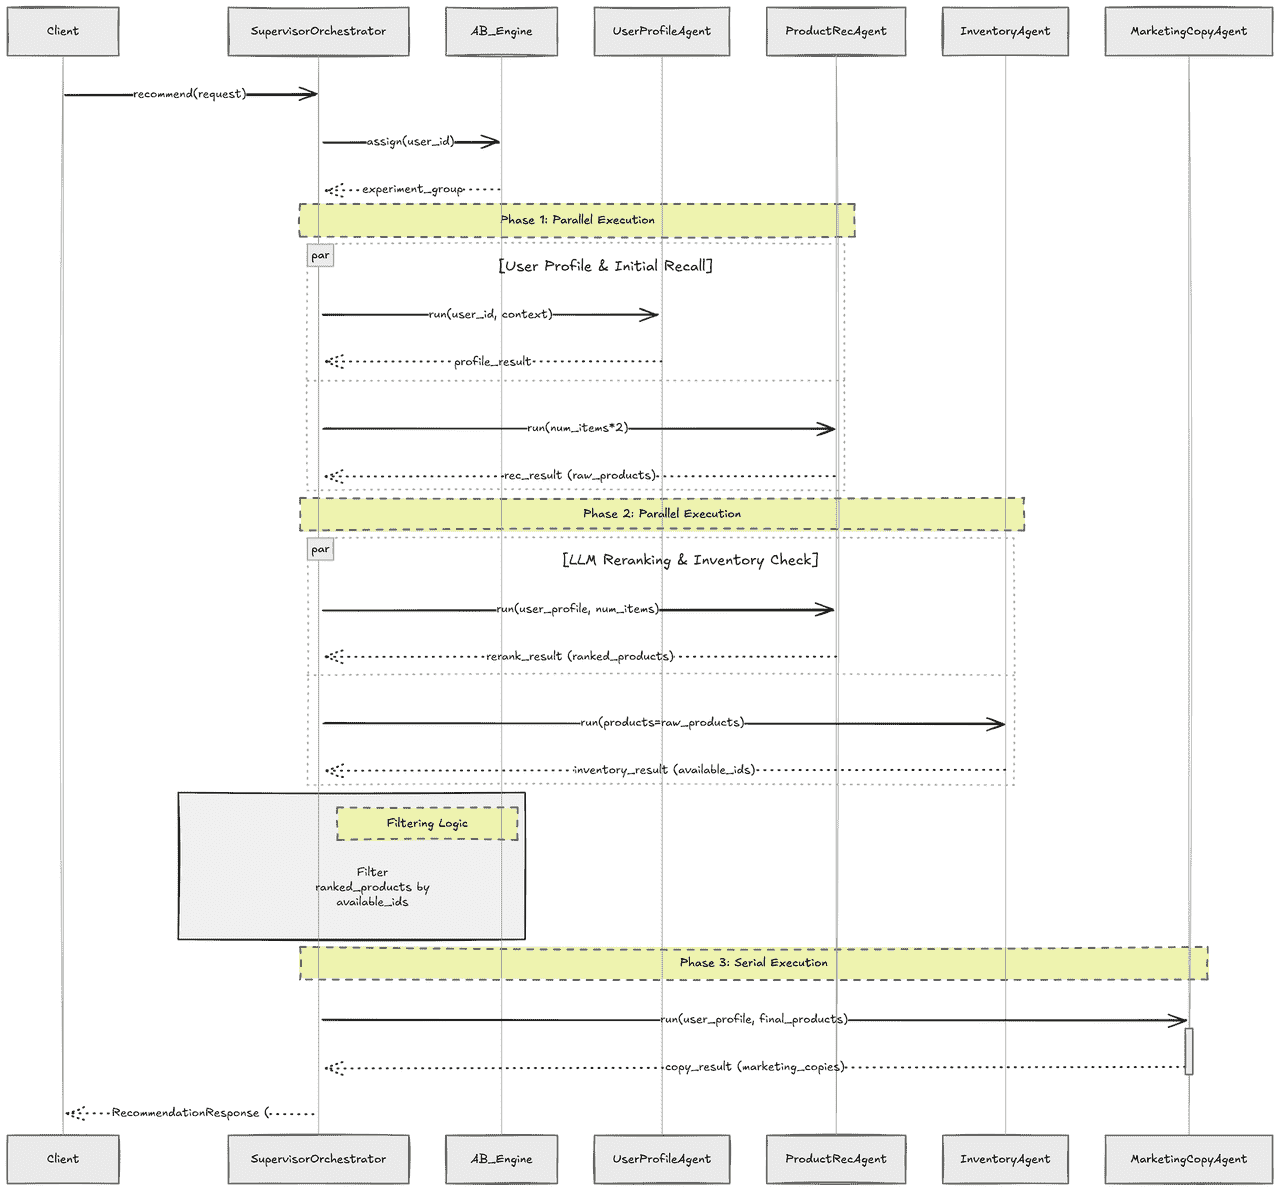 Client
SupervisorOrchestrator
AB_Engine
UserProfileAgent
ProductRecAgent
InventoryAgent
MarketingCopyAgent
recommend(request)
assign(user_id)
experiment_group
Phase 1: Parallel Execution
par
[User Profile & Initial Recall]
run(user_id, context)
profile_result
run(num_items*2)
rec_result (raw_products)
Phase 2: Parallel Execution
par
[LLM Reranking & Inventory Check]
run(user_profile, num_items)
rerank_result (ranked_products)
run(products=raw_products)
inventory_result (available_ids)
Filtering Logic
Filter
ranked_products by
available_ids
Phase 3: Serial Execution
run(user_profile, final_products)
copy_result (marketing_copies)
RecommendationResponse (
Client
SupervisorOrchestrator
AB_Engine
UserProfileAgent
ProductRecAgent
InventoryAgent
MarketingCopyAgent